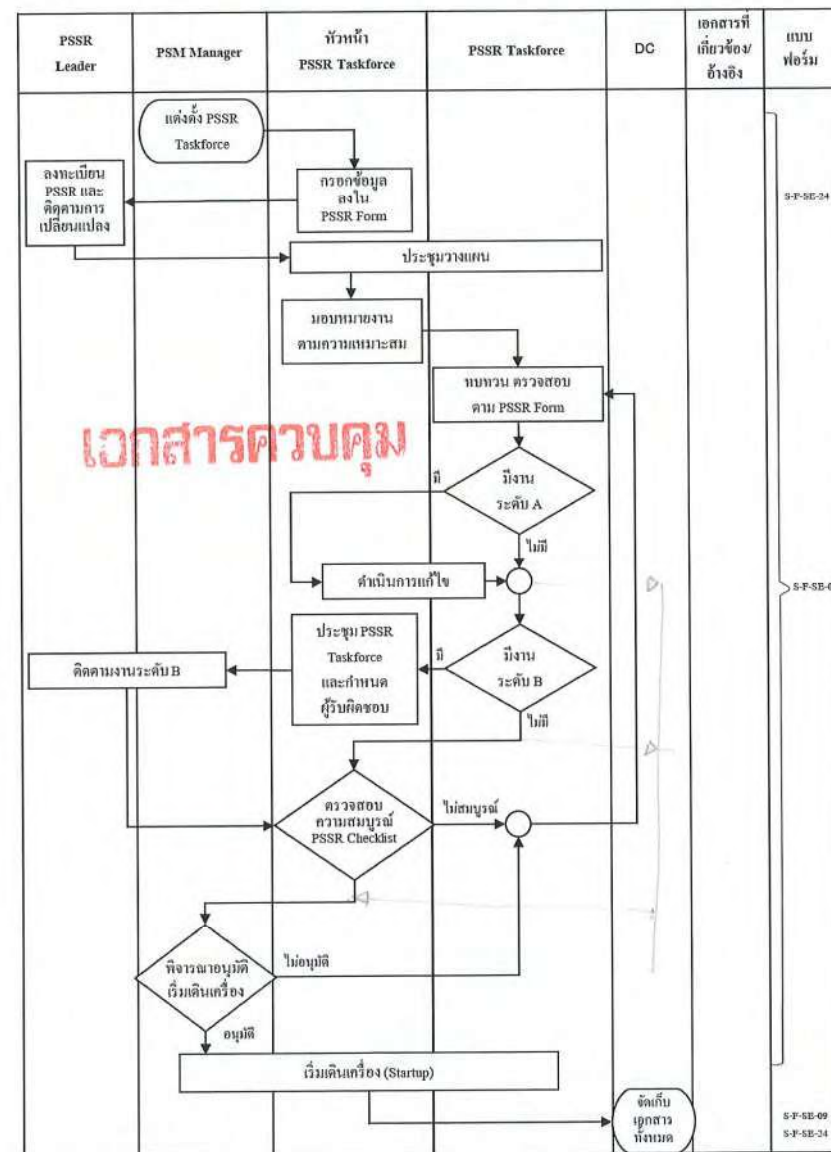 PSSR
Leader
PSM Manager
หัวหน้า
PSSR Taskforce
PSSR Taskforce
DC
เอกสารที่
เกี่ยวข้อง/
อ้างอิง
แบบ
ฟอร์ม
แต่งตั้ง PSSR
Taskforce
ลงทะเบียน
PSSR และ
ติดตามการ
เปลี่ยนแปลง
กรอกข้อมูล
ลงใน
PSSR Form
S-F-SE-24
ประชุมวางแผน
มอบหมายงาน
ตามความเหมาะสม
ทบทวน ตรวจสอบ
ตาม PSSR Form
เอกสารควบคุม
มี
มีงาน
ระดับ A
ไม่มี
ดำเนินการแก้ไข
S-F-SE-0
ประชุม PSSR
Taskforce
และกำหนด
ผู้รับผิดชอบ
มี
มีงาน
ระดับ B
ติดตามงานระดับ B
ไม่มี
ตรวจสอบ
ความสมบูรณ์
PSSR Checklist
ไม่สมบูรณ์
พิจารณาอนุมัติ
เริ่มเดินเครื่อง
ไม่อนุมัติ
อนุมัติ
เริ่มเดินเครื่อง (Startup)
จัดเก็บ
เอกสาร
ทั้งหมด
S-F-SE-09
S-F-SE-24